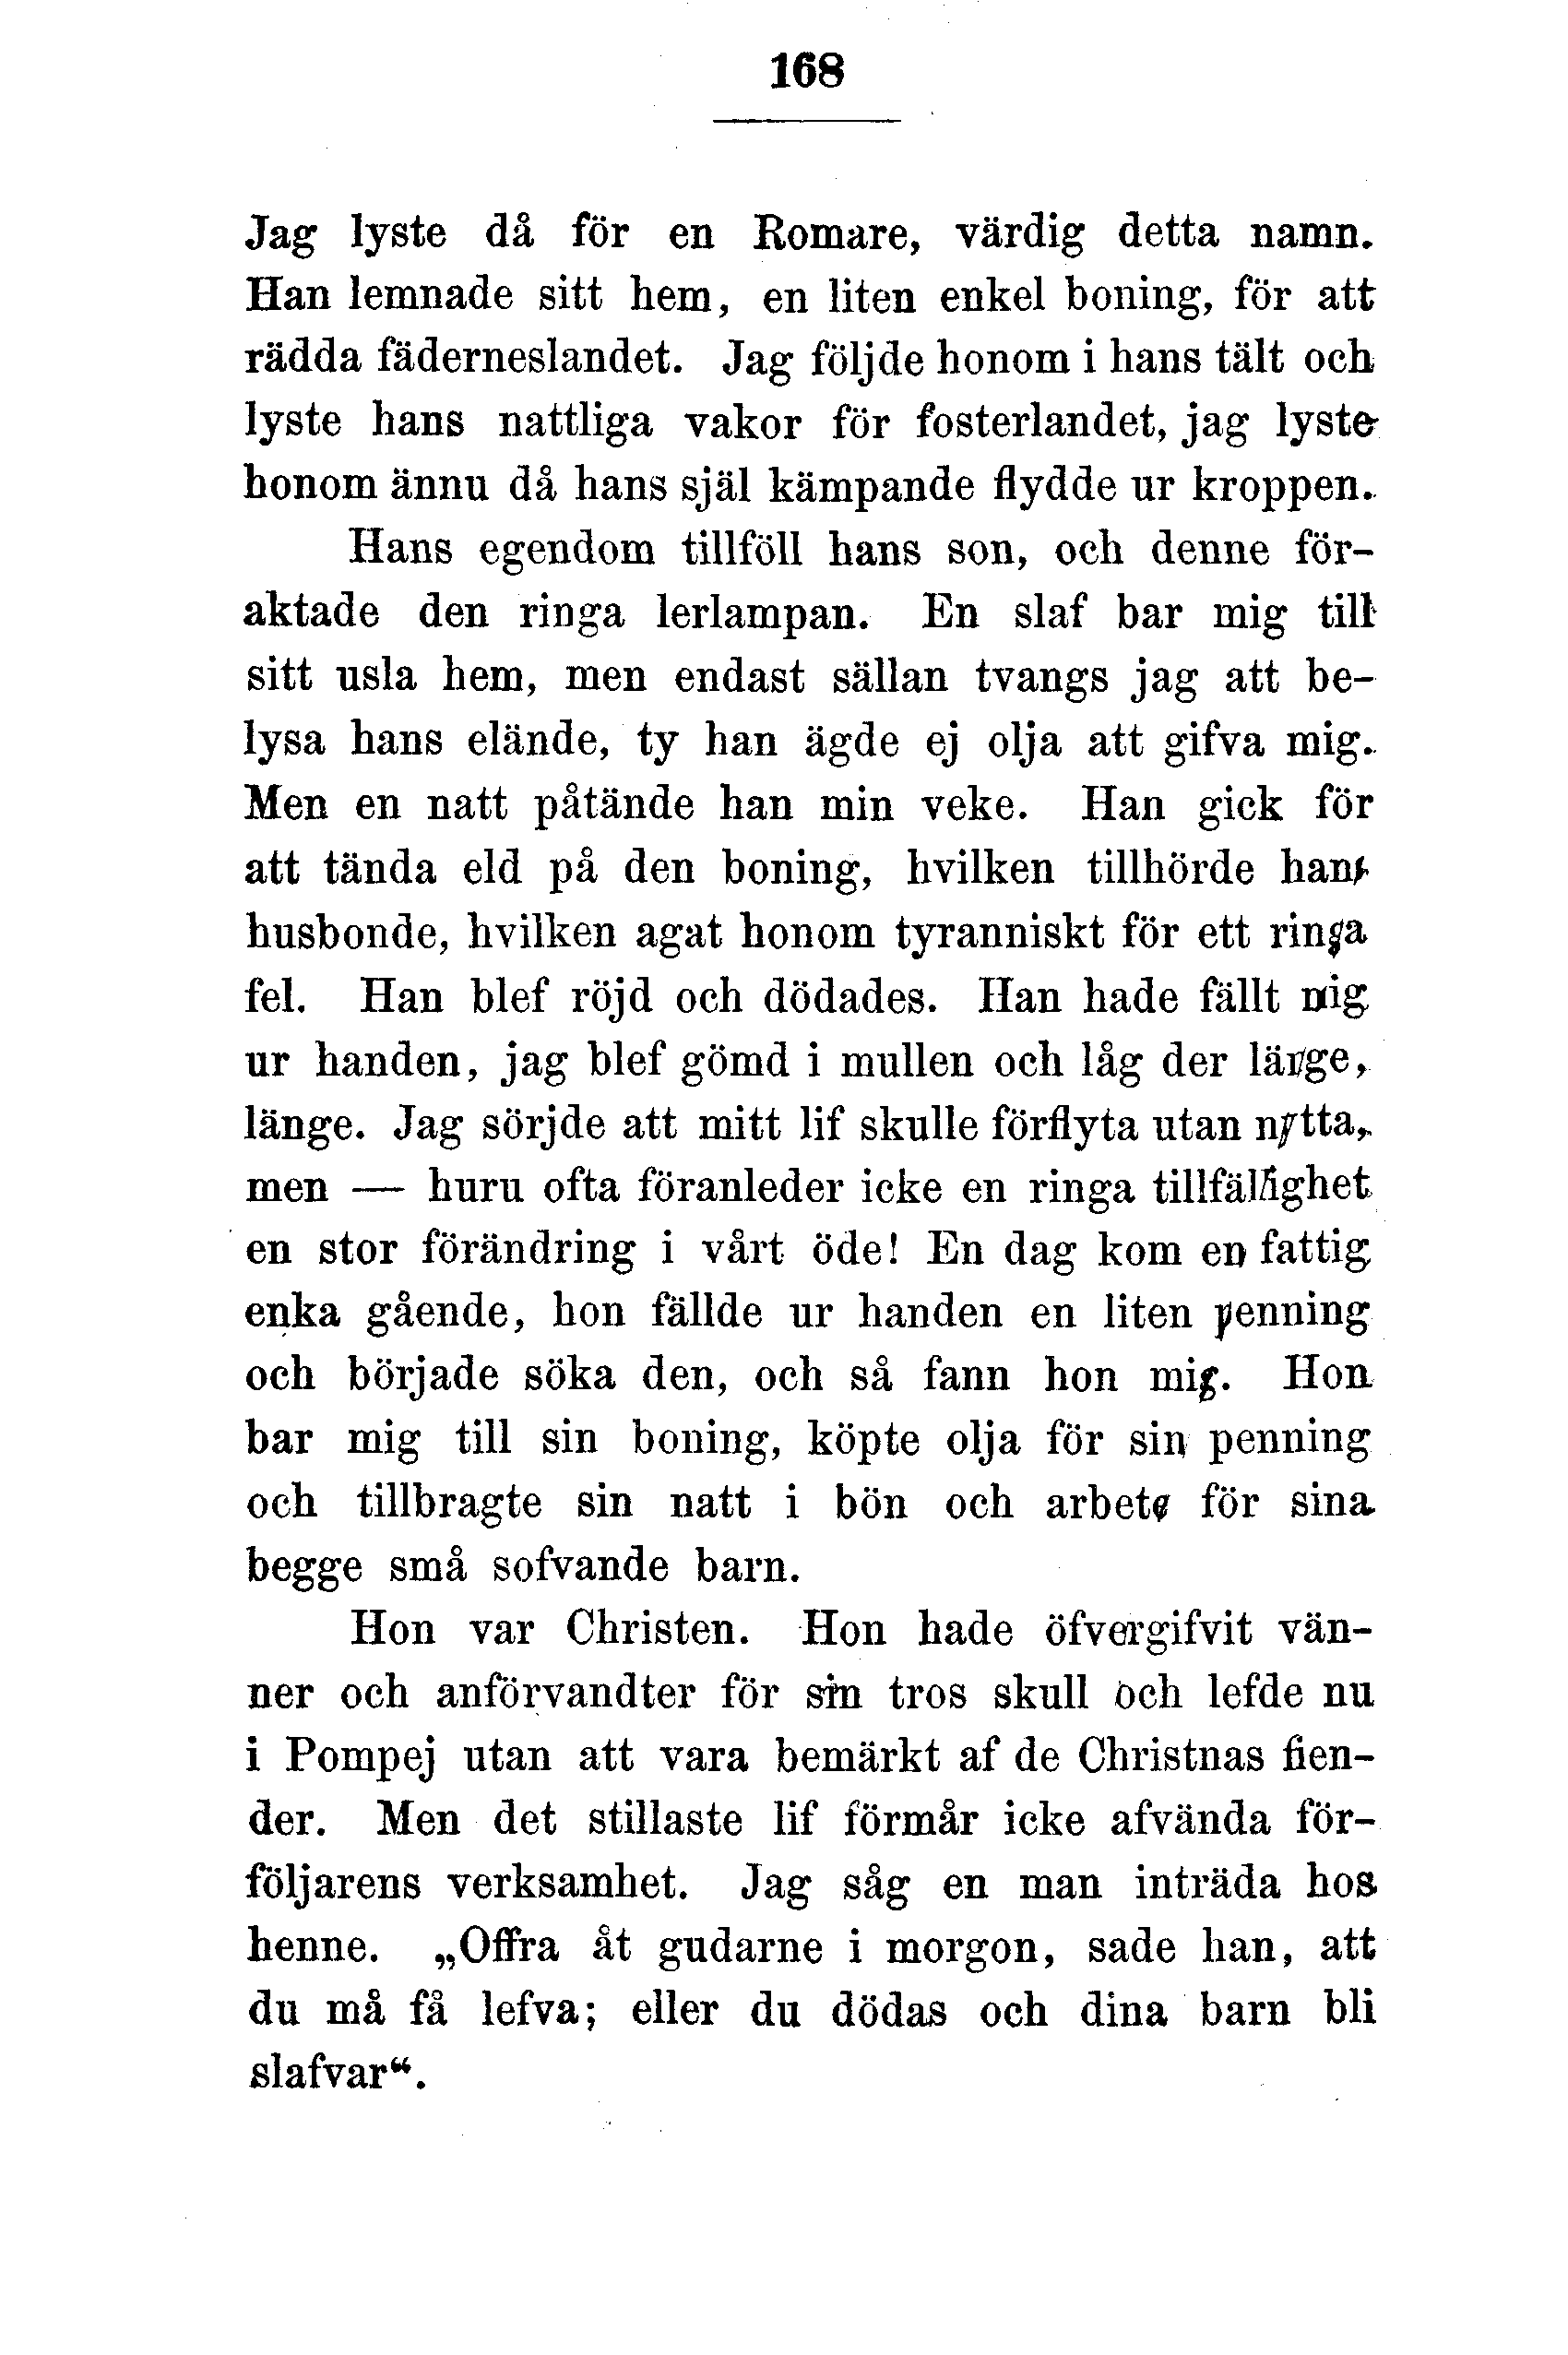 168
Jag lyste då för en Romare, värdig detta namn.
Han lemnade sitt hem, en liten enkel boning, för att
rädda fäderneslandet. Jag följde honom i hans tält och
lyste hans nattliga vakor för fosterlandet, jag lyste
honom ännu då hans själ kämpande flydde ur kroppen.
Hans egendom tillföll hans son, och denne för-
aktade den ringa lerlampan. En slaf bar mig till
sitt usla hem, men endast sällan tvangs jag att be-
lysa hans elände, ty han ägde ej olja att gifva mig.
Men en natt påtände han min veke. Han gick för
att tända eld på den boning, hvilken tillhörde hans
husbonde, hvilken agat honom tyranniskt för ett ringa
fel. Han blef röjd och dödades. Han hade fällt mig
ur handen, jag blef gömd i mullen och låg der länge,
länge. Jag sörjde att mitt lif skulle förflyta utan nytta,
men — huru ofta föranleder icke en ringa tillfällighet
en stor förändring i vårt öde! En dag kom en fattig
enka gående, hon fällde ur handen en liten penning
och började söka den, och så fann hon mig. Hon
bar mig till sin boning, köpte olja för sin penning
och tillbragte sin natt i bön och arbete för sina
begge små sofvande barn.
Hon var Christen. Hon hade öfvergifvit vän-
ner och anförvandter för sin tros skull och lefde nu
i Pompej utan att vara bemärkt af de Christnas fien-
der. Men det stillaste lif förmår icke afvända för-
följarens verksamhet. Jag såg en man inträda hos
henne. „Offra åt gudarne i morgon, sade han, att
du må få lefva; eller du dödas och dina barn bli
slafvar“.